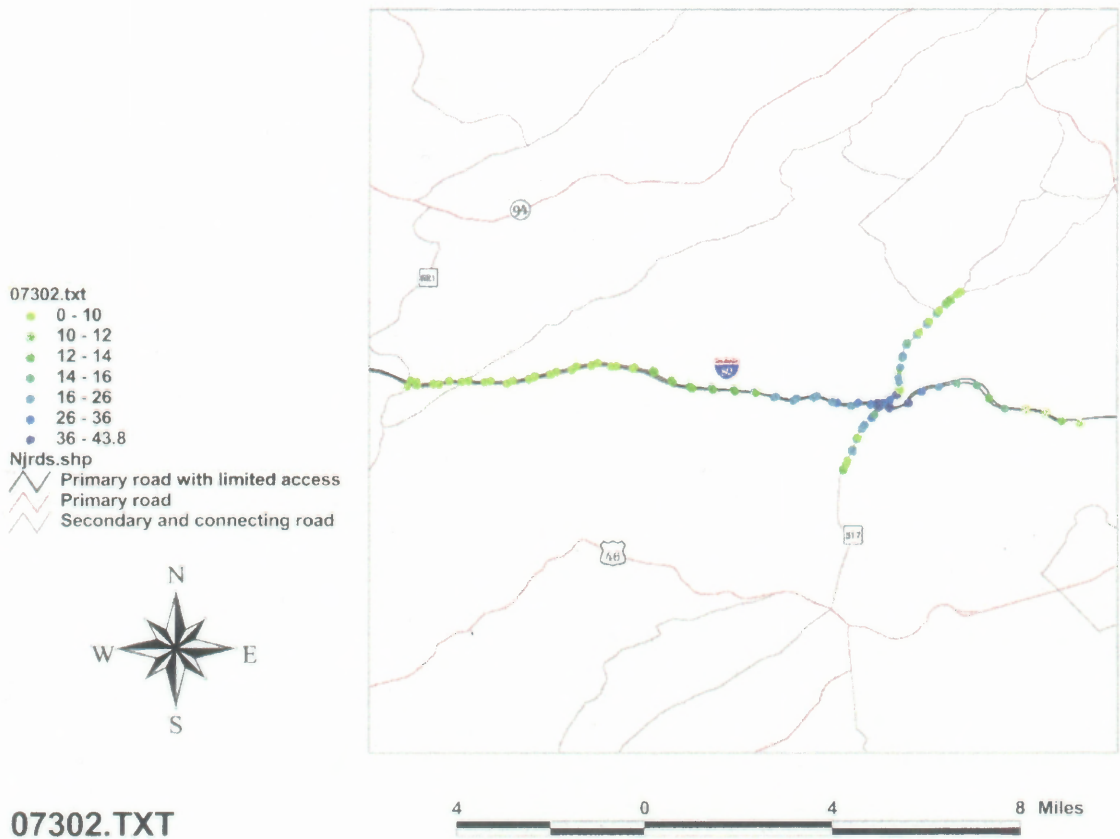 94
80
46
517
07302.txt
0 - 10
10 - 12
12 - 14
14 - 16
16 - 26
26 - 36
36 - 43.8
Njrds.shp
Primary road with limited access
Primary road
Secondary and connecting road
N
W E
S
07302.TXT
4 0 4 8 Miles